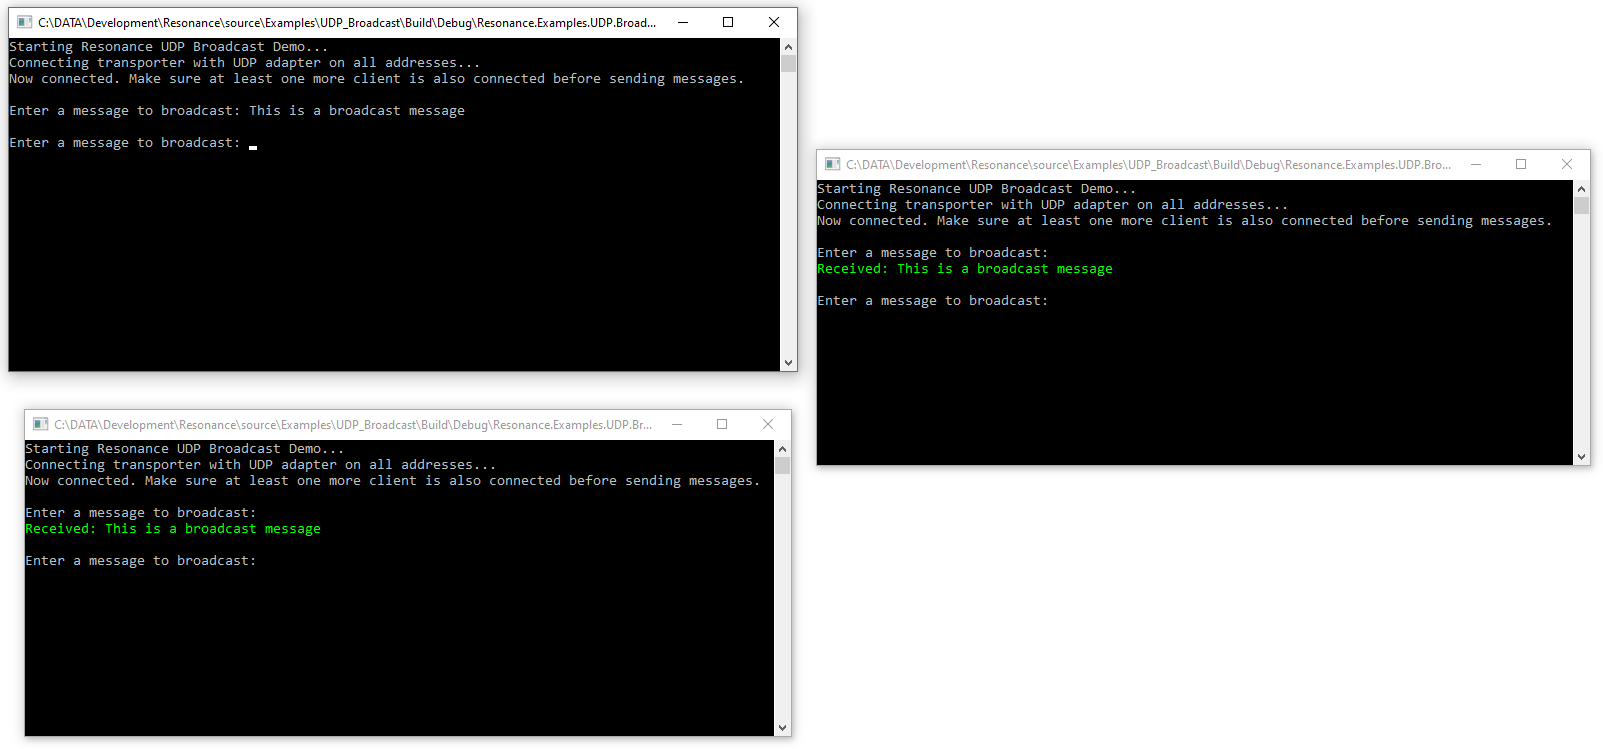 C:\DATA\Development\Resonance\source\Examples\UDP_Broadcast\Build\Debug\Resonance.Examples.UDP.Broad...
Starting Resonance UDP Broadcast Demo...
Connecting transporter with UDP adapter on all addresses...
Now connected. Make sure at least one more client is also connected before sending messages.
Enter a message to broadcast: This is a broadcast message
Enter a message to broadcast:
C:\DATA\Development\Resonance\source\Examples\UDP_Broadcast\Build\Debug\Resonance.Examples.UDP.Bro...
Starting Resonance UDP Broadcast Demo...
Connecting transporter with UDP adapter on all addresses...
Now connected. Make sure at least one more client is also connected before sending messages.
Enter a message to broadcast:
Received: This is a broadcast message
Enter a message to broadcast:
C:\DATA\Development\Resonance\source\Examples\UDP_Broadcast\Build\Debug\Resonance.Examples.UDP.Br...
Starting Resonance UDP Broadcast Demo...
Connecting transporter with UDP adapter on all addresses...
Now connected. Make sure at least one more client is also connected before sending messages.
Enter a message to broadcast:
Received: This is a broadcast message
Enter a message to broadcast: